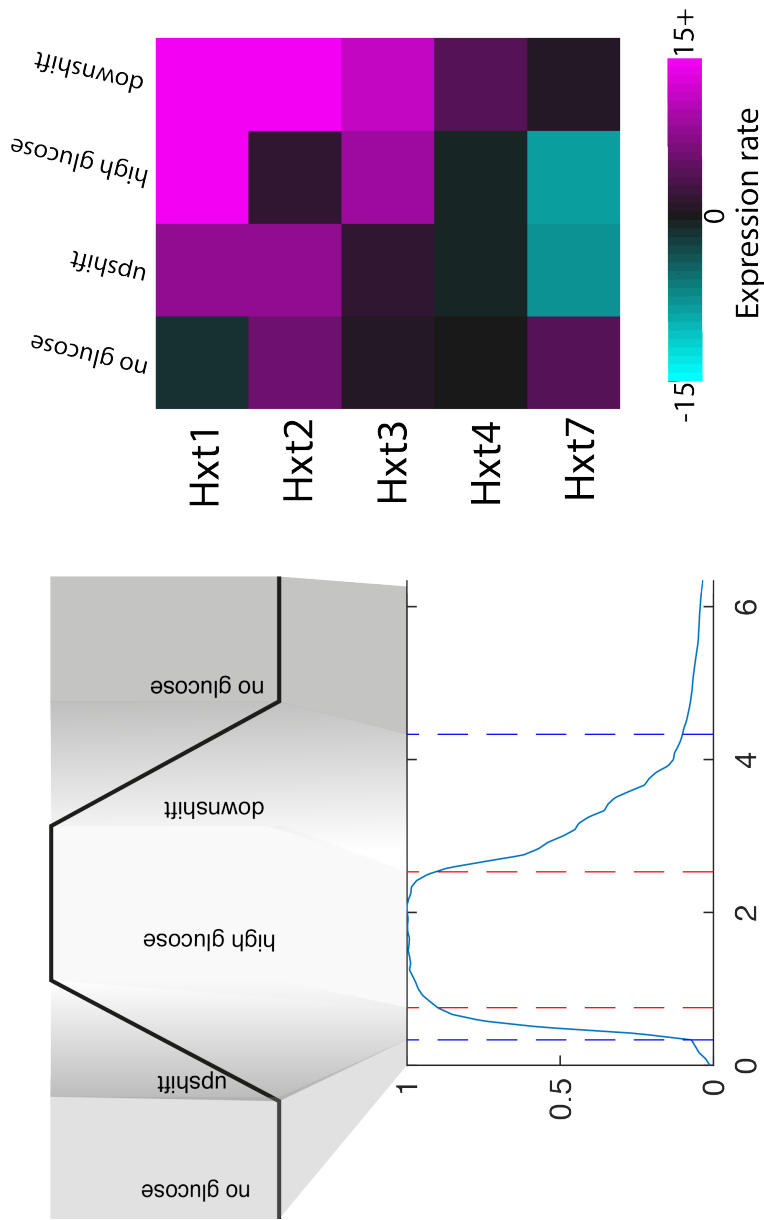 downshift
high glucose
upshift
no glucose
Hxt1
Hxt2
Hxt3
Hxt4
Hxt7
-15
0
15+
Expression rate
no glucose
upshift
high glucose
downshift
no glucose
1
0.5
0
0
2
4
6